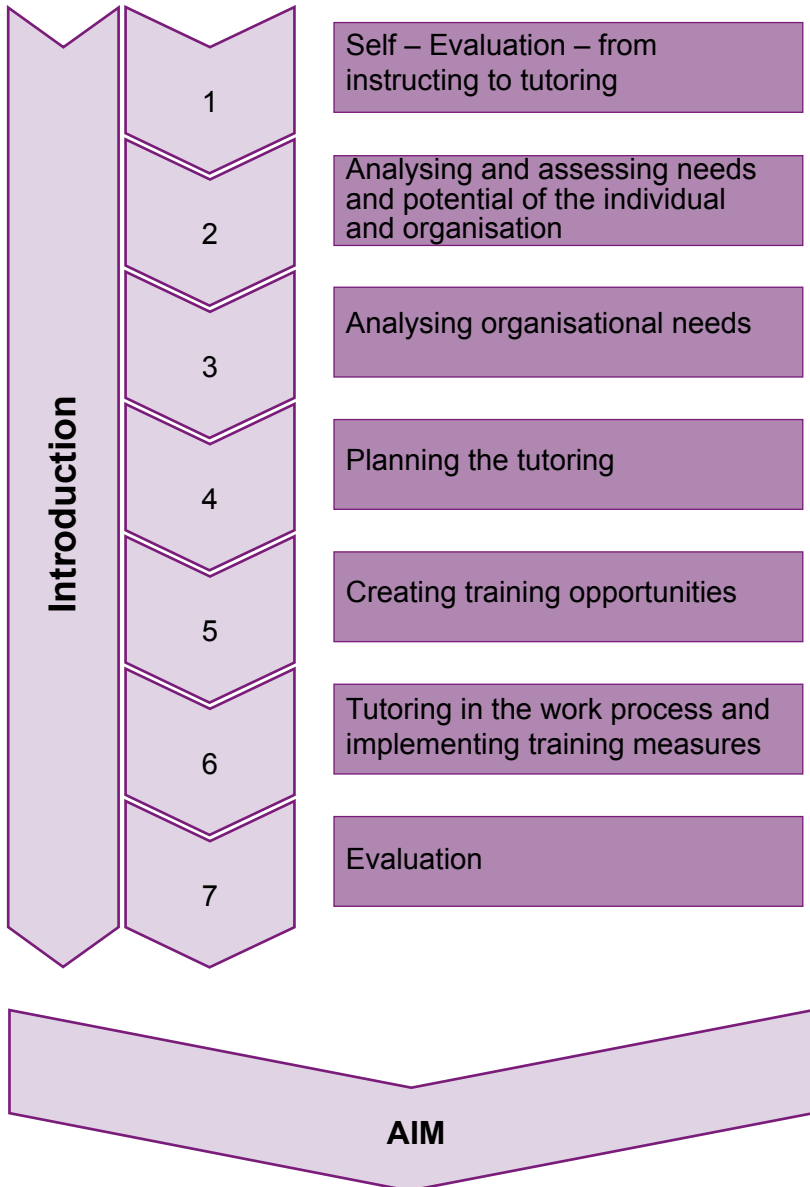 Introduction
1
Self – Evaluation – from
instructing to tutoring
2
Analysing and assessing needs
and potential of the individual
and organisation
3
Analysing organisational needs
4
Planning the tutoring
5
Creating training opportunities
6
Tutoring in the work process and
implementing training measures
7
Evaluation
AIM